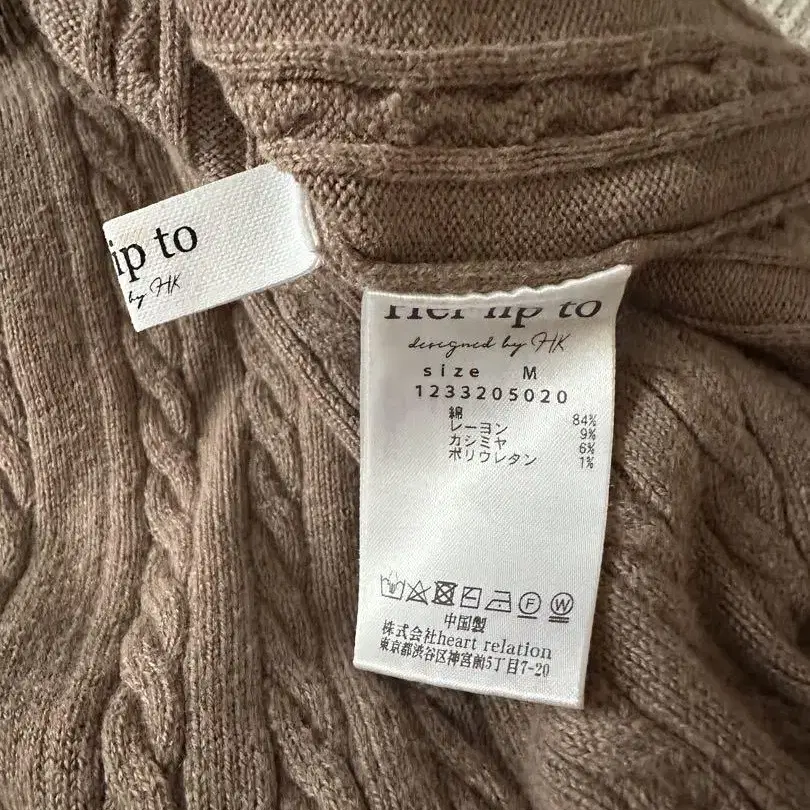 ip to
by HK
Her lip to
designed by HK
size M
1233205020
綿 84%
レーヨン 9%
カシミヤ 6%
ポリウレタン 1%
F W
中国製
株式会社heart relation
東京都渋谷区神宮前5丁目7-20